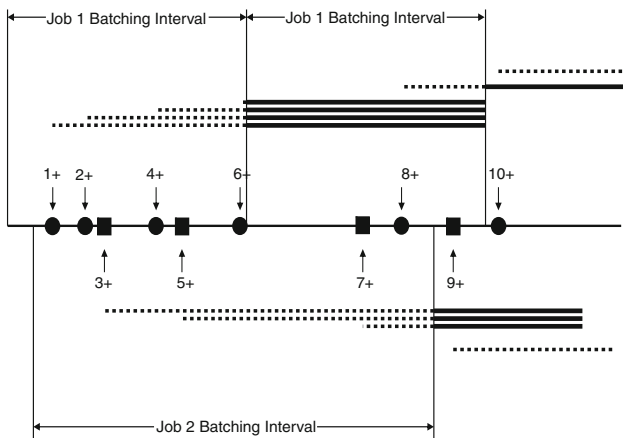 Job 1 Batching Interval Job 1 Batching Interval
1+ 2+ 4+ 6+ 8+ 10+
3+ 5+ 7+ 9+
Job 2 Batching Interval